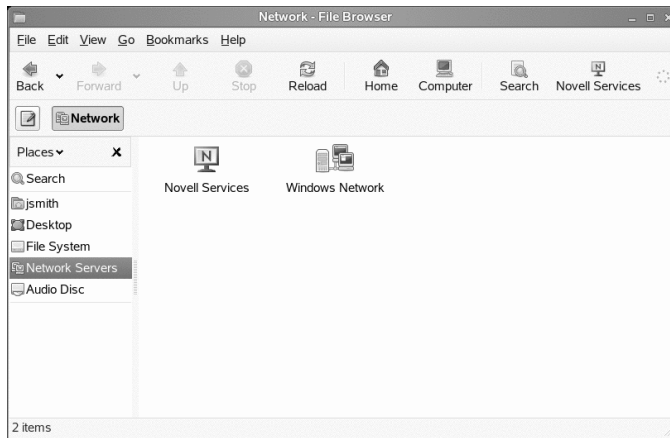 Network - File Browser
File Edit View Go Bookmarks Help
Back Forward Up Stop Reload Home Computer Search Novell Services
Network
Places
Search
jsmith
Desktop
File System
Network Servers
Audio Disc
N
Novell Services
Windows Network
2 items